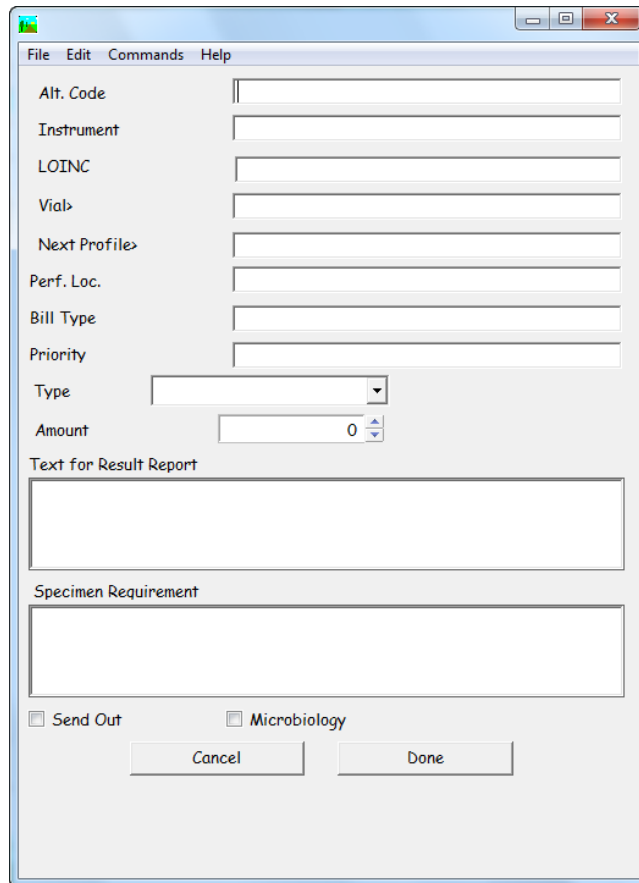 File Edit Commands Help
Alt. Code
Instrument
LOINC
Vial>
Next Profile>
Perf. Loc.
Bill Type
Priority
Type
Amount 0
Text for Result Report
Specimen Requirement
Send Out Microbiology
Cancel Done